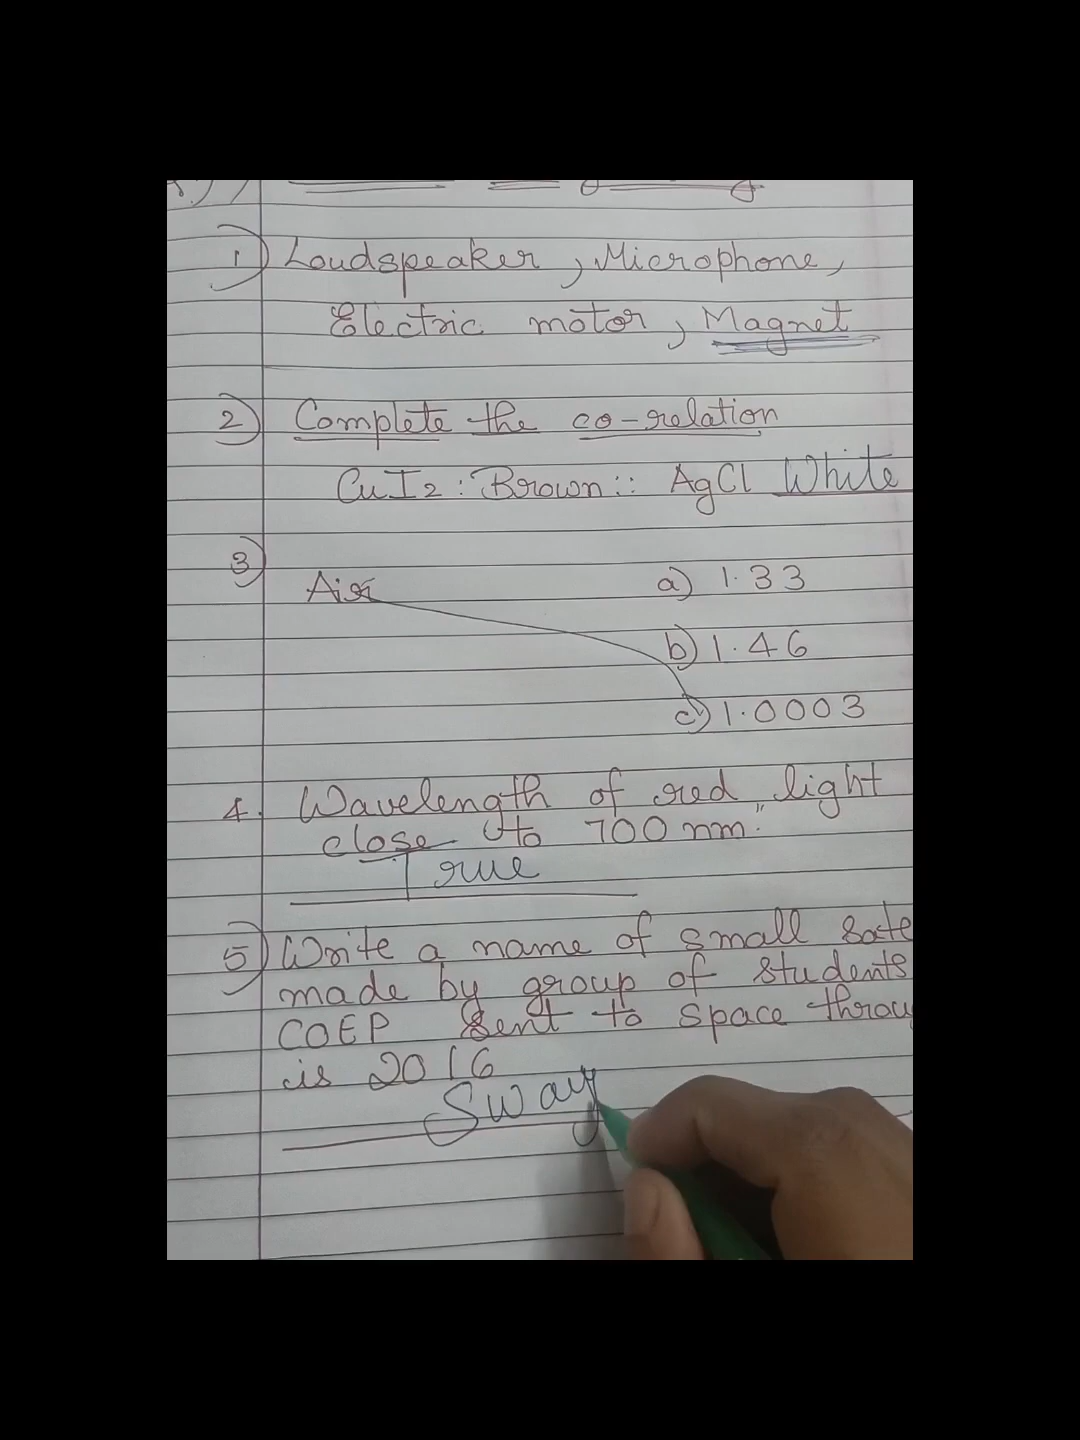 1) Loudspeaker, Microphone,
Electric motor, Magnet
2) Complete the co-relation
CuI2 : Brown :: AgCl White
3)
Air a) 1.33
b) 1.46
c) 1.0003
4. Wavelength of red light
close to 700 nm."
True
5) Write a name of small sate
made by group of students
COEP sent to space throu
is 2016
Sway